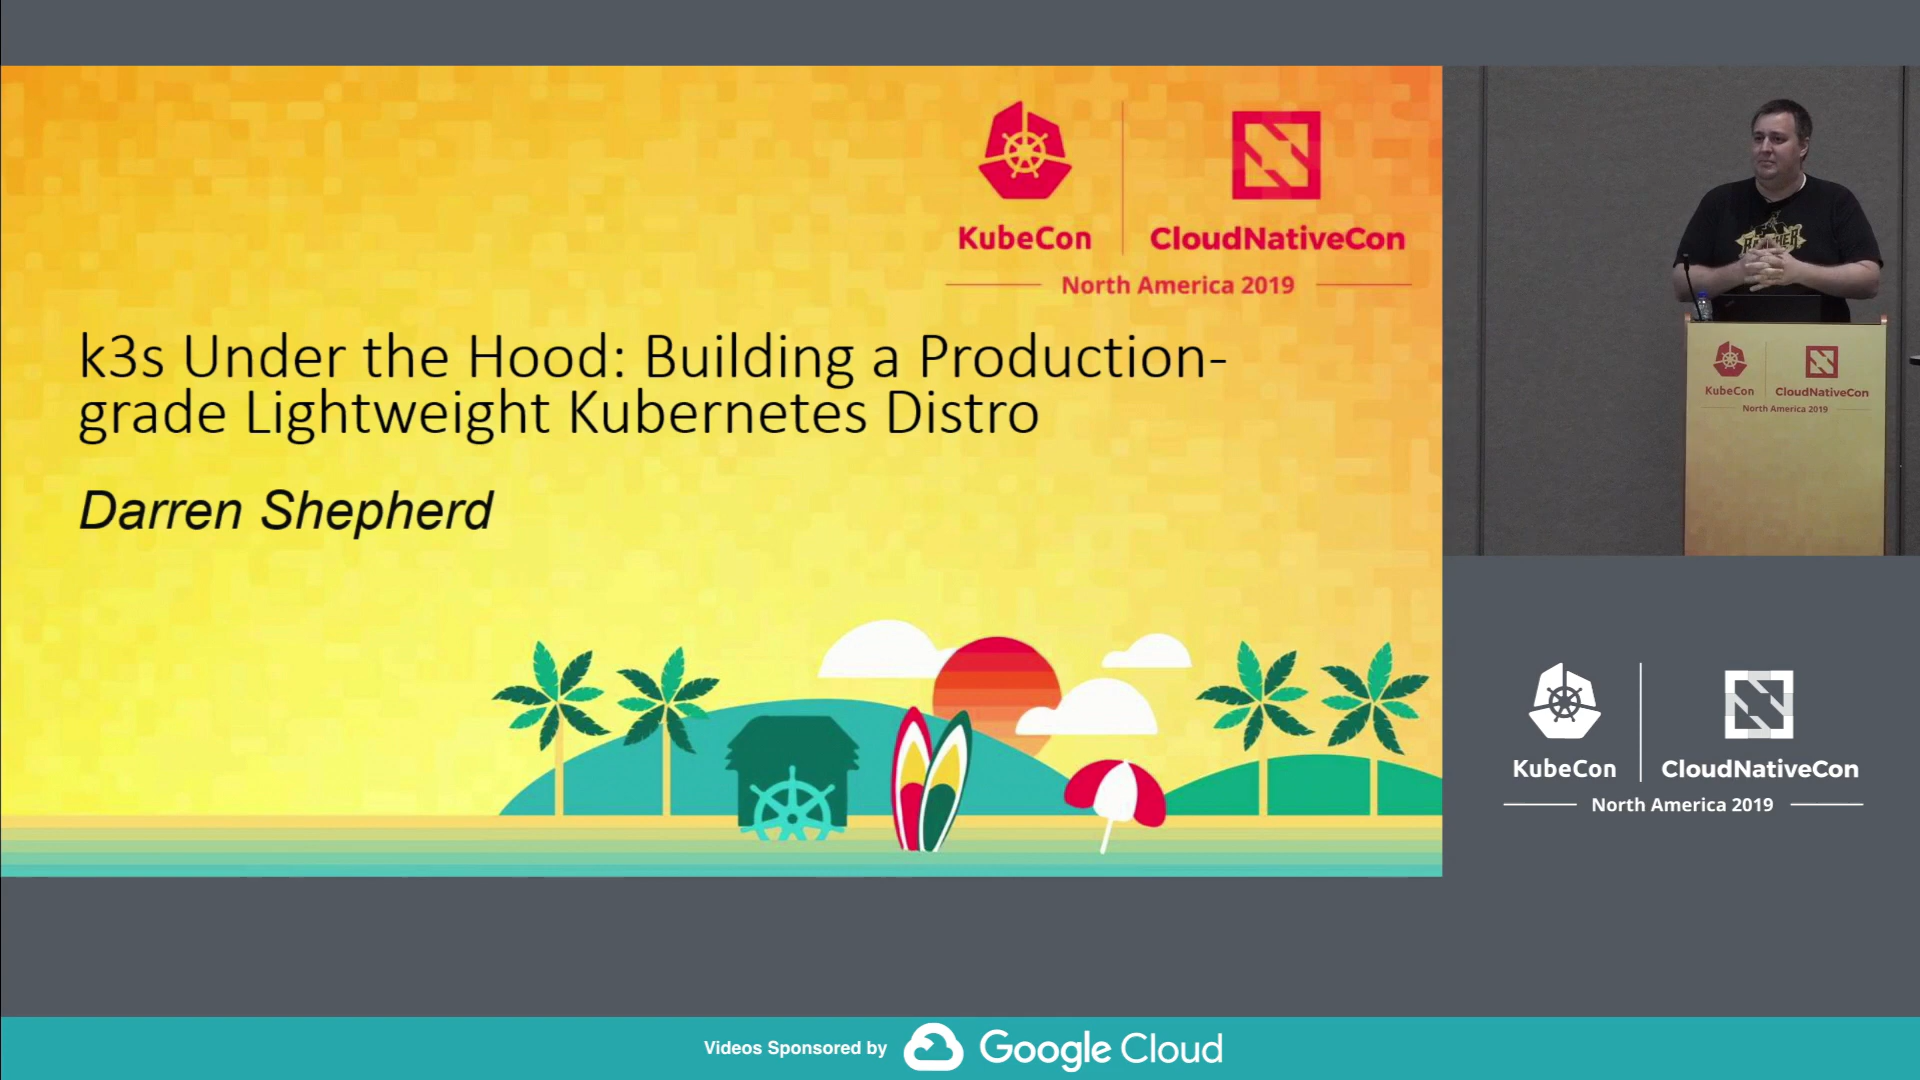 KubeCon
CloudNativeCon
North America 2019
k3s Under the Hood: Building a Production-
grade Lightweight Kubernetes Distro
Darren Shepherd
RANCHER
KubeCon
CloudNativeCon
North America 2019
KubeCon
CloudNativeCon
North America 2019
Videos Sponsored by
Google Cloud